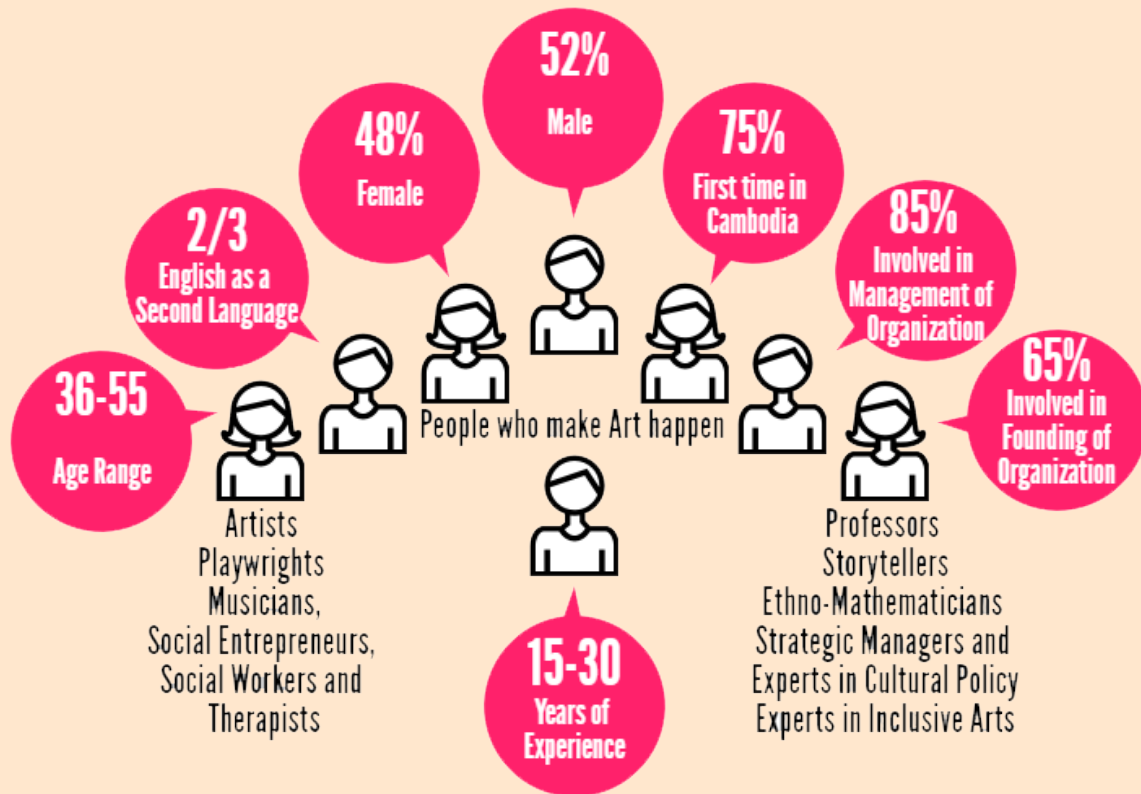 52%
Male
48%
Female
75%
First time in
Cambodia
2/3
English as a
Second Language
85%
Involved in
Management of
Organization
36-55
Age Range
65%
Involved in
Founding of
Organization
People who make Art happen
Artists
Playwrights
Musicians,
Social Entrepreneurs,
Social Workers and
Therapists
Professors
Storytellers
Ethno-Mathematicians
Strategic Managers and
Experts in Cultural Policy
Experts in Inclusive Arts
15-30
Years of
Experience